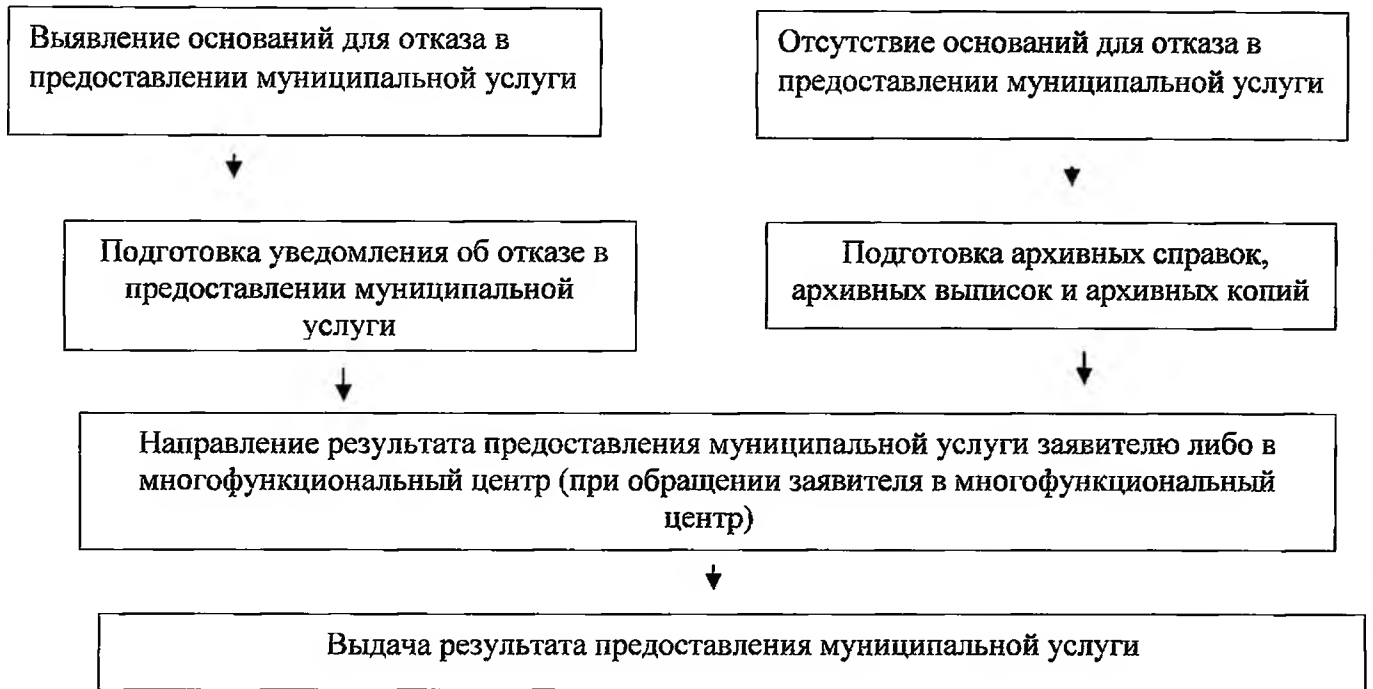 Выявление оснований для отказа в
предоставлении муниципальной услуги
Отсутствие оснований для отказа в
предоставлении муниципальной услуги
Подготовка уведомления об отказе в
предоставлении муниципальной
услуги
Подготовка архивных справок,
архивных выписок и архивных копий
Направление результата предоставления муниципальной услуги заявителю либо в
многофункциональный центр (при обращении заявителя в многофункциональный
центр)
Выдача результата предоставления муниципальной услуги